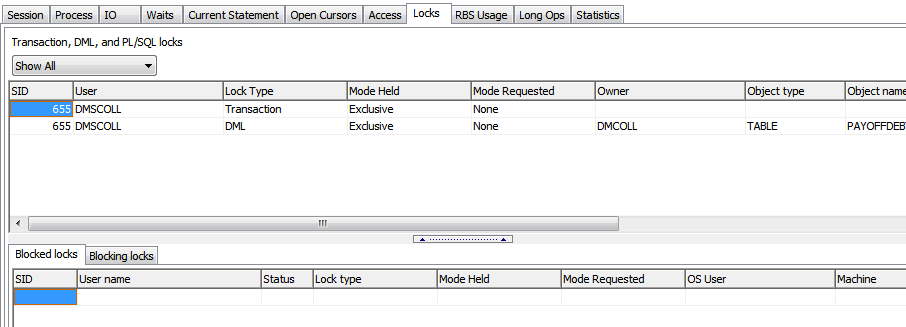 Session Process IO Waits Current Statement Open Cursors Access Locks RBS Usage Long Ops Statistics
Transaction, DML, and PL/SQL locks
Show All
SID User Lock Type Mode Held Mode Requested Owner Object type Object name
655 DMSCOLL Transaction Exclusive None
655 DMSCOLL DML Exclusive None DMCOLL TABLE PAYOFFDEB
Blocked locks Blocking locks
SID User name Status Lock type Mode Held Mode Requested OS User Machine